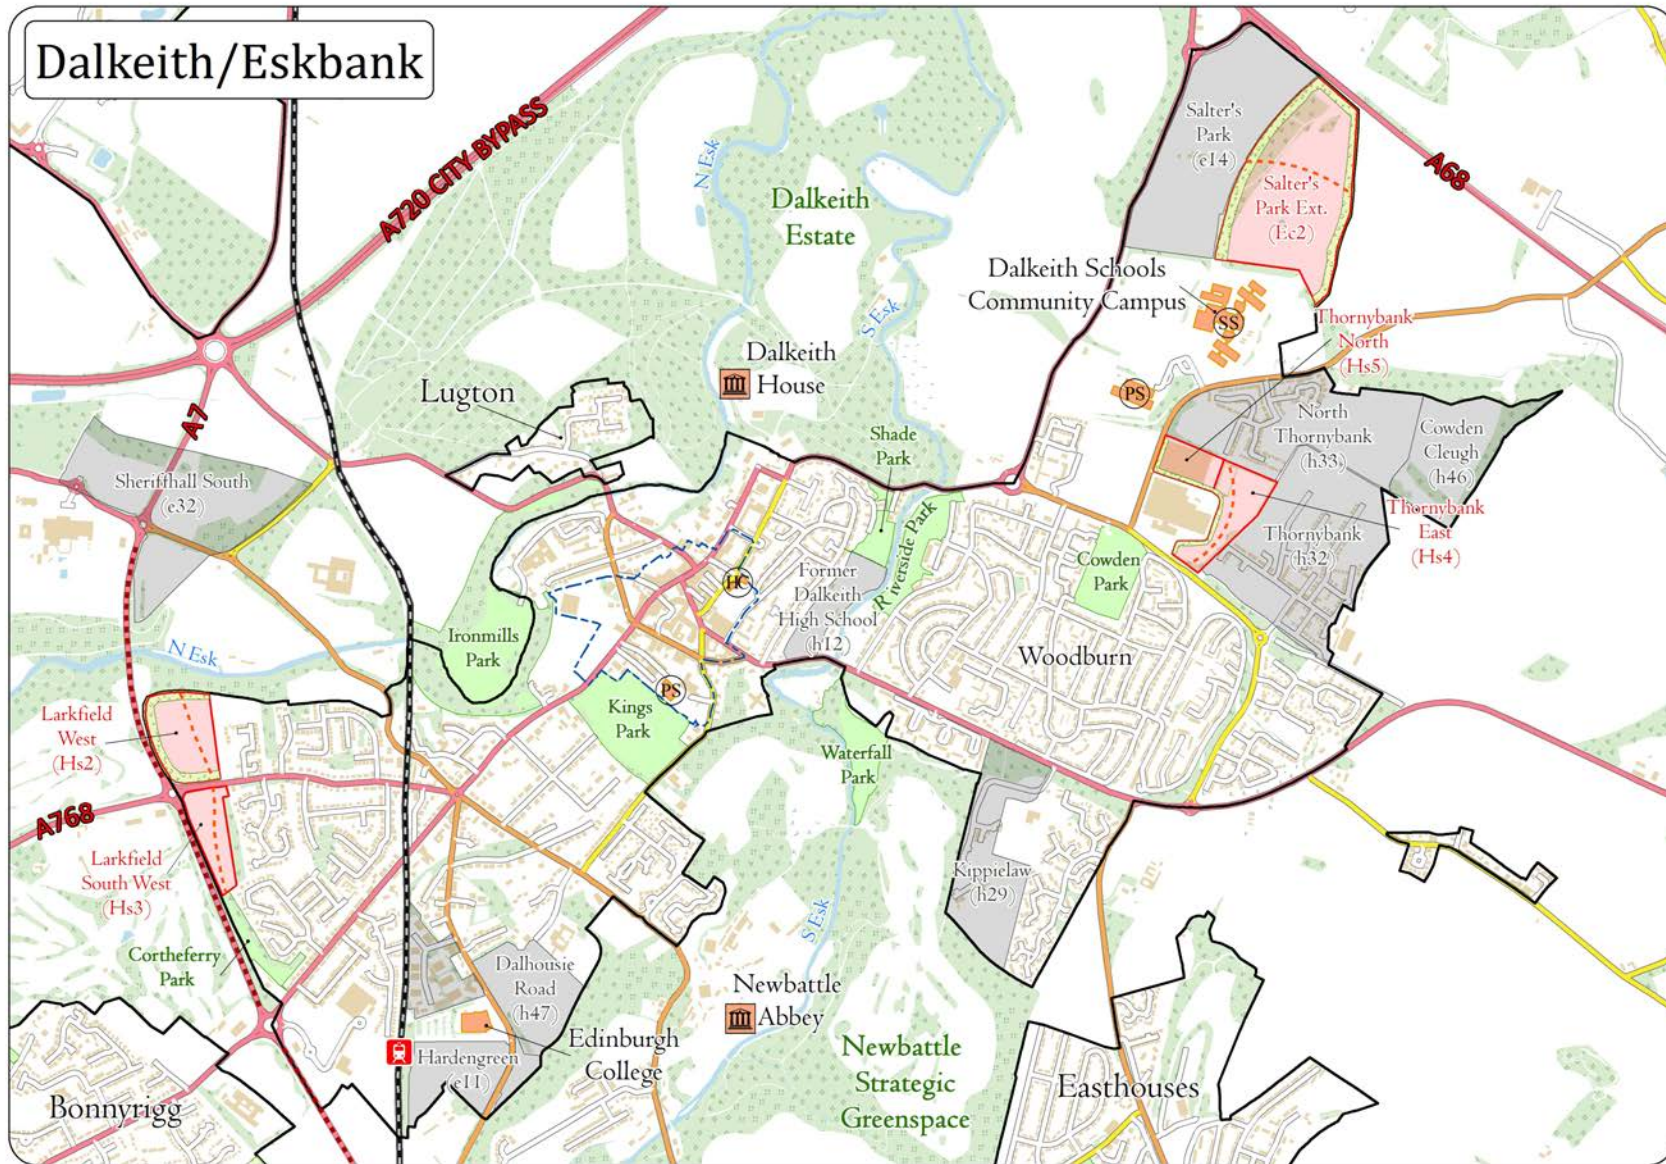 Dalkeith/Eskbank
A720 CITY BYPASS
N Esk
Dalkeith
Estate
Salter's
Park
(e14)
Salter's
Park Ext.
(Ec2)
A68
Dalkeith Schools
Community Campus
SS
S Esk
Thornybank
North
(Hs5)
Dalkeith
House
PS
Lugton
A7
Shade
Park
North
Thornybank
(h33)
Cowden
Cleugh
(h46)
Sheriffhall South
(e32)
Thornybank
East
(Hs4)
Thornybank
(h32)
Riverside Park
Cowden
Park
HC
Former
Dalkeith
High School
(h12)
Ironmills
Park
N Esk
Woodburn
PS
Kings
Park
Larkfield
West
(Hs2)
Waterfall
Park
A768
Larkfield
South West
(Hs3)
Kippielaw
(h29)
S Esk
Cortheferry
Park
Dalhousie
Road
(h47)
Newbattle
Abbey
Edinburgh
College
Hardengreen
(e11)
Newbattle
Strategic
Greenspace
Easthouses
Bonnyrigg